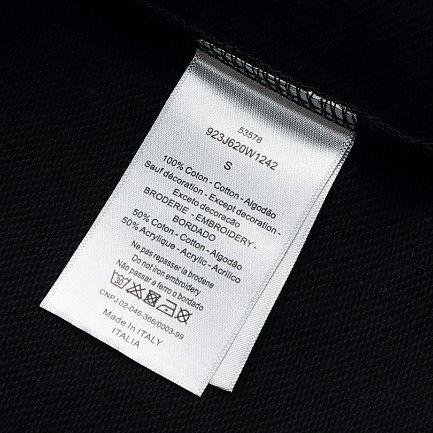 53578
923J620W1242
S
100% Coton - Cotton - Algodão
Sauf décoration - Except decoration -
Exceto decoração
BRODERIE - EMBROIDERY -
BORDADO
50% Coton - Cotton - Algodão
50% Acrylique - Acrylic - Acrílico
Ne pas repasser la broderie
Do not iron embroidery
Não passar a ferro o bordado
CNPJ 02-046-366/0003-99
Made In ITALY
ITALIA